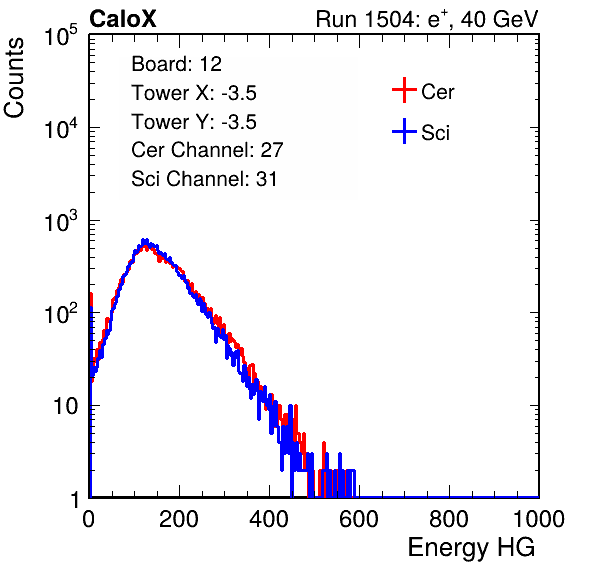 CaloX Run 1504: e⁺, 40 GeV
Counts
Board: 12
Tower X: -3.5
Tower Y: -3.5
Cer Channel: 27
Sci Channel: 31
Cer
Sci
10⁵
10⁴
10³
10²
10
1
0 200 400 600 800 1000
Energy HG